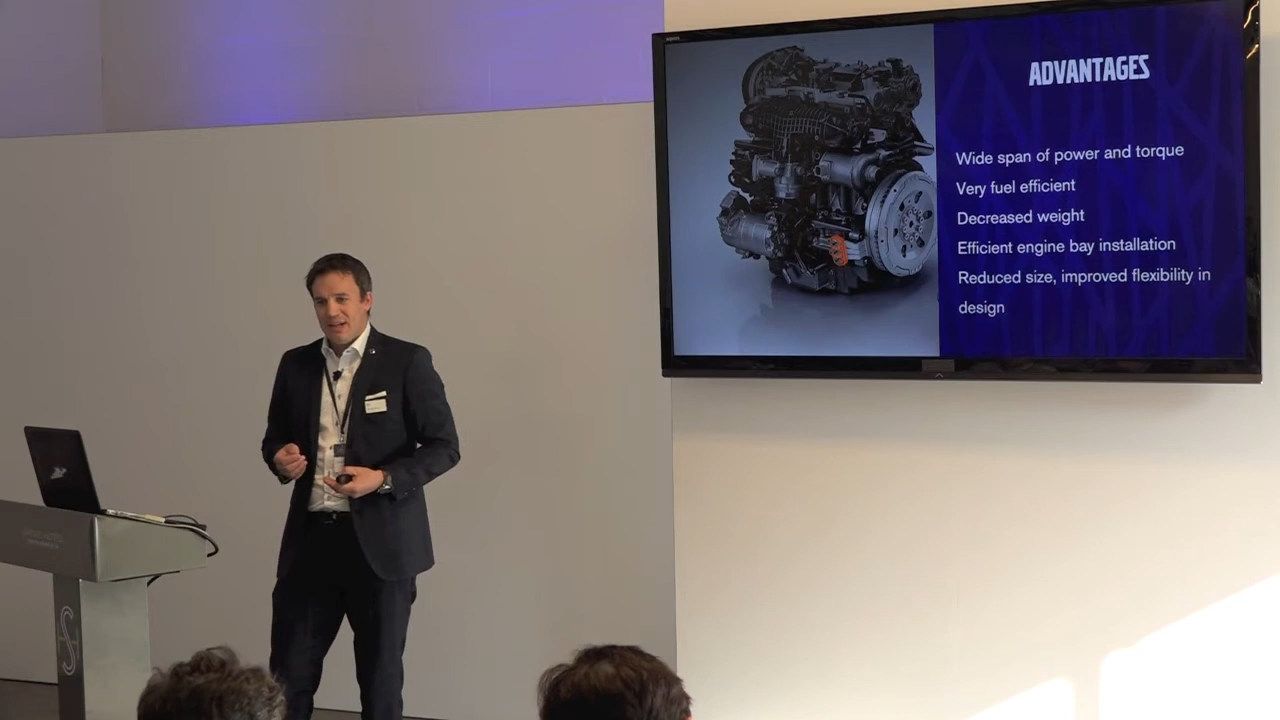 ADVANTAGES
Wide span of power and torque
Very fuel efficient
Decreased weight
Efficient engine bay installation
Reduced size, improved flexibility in
design